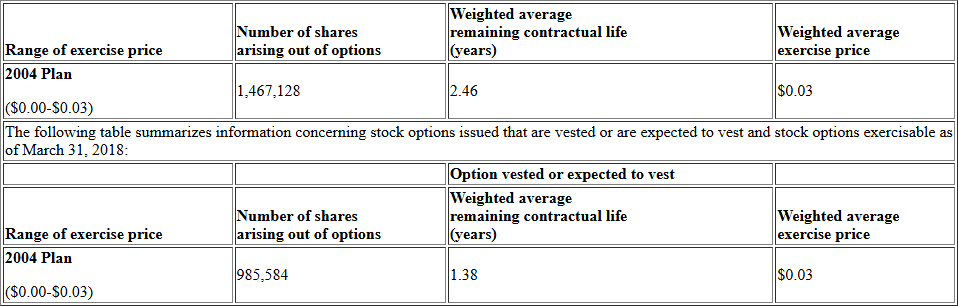 Range of exercise price Number of shares arising out of options Weighted average remaining contractual life (years) Weighted average exercise price
2004 Plan
($0.00-$0.03) 1,467,128 2.46 $0.03
The following table summarizes information concerning stock options issued that are vested or are expected to vest and stock options exercisable as
of March 31, 2018:
Option vested or expected to vest
Range of exercise price Number of shares arising out of options Weighted average remaining contractual life (years) Weighted average exercise price
2004 Plan
($0.00-$0.03) 985,584 1.38 $0.03